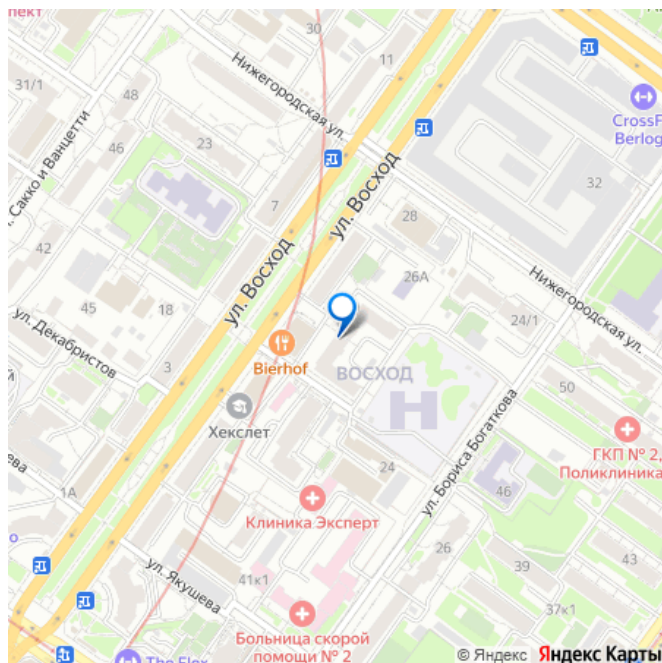 пект
31/1
48
46
ул. Сакко и Ванцетти
42
45
ул. Декабристов
18
3
23
7
30
11
Нижегородская ул.
ул. Восход
ул. Восход
CrossF
Berlog
32
28
26А
24/1
Нижегородская ул.
Bierhof
ВОСХОД
Хекслет
24
Клиника Эксперт
ул. Бориса Богаткова
50
ГКП № 2,
Поликлиника
46
26
39
43
37к1
1А
ул. Якушева
41к1
Больница скорой
помощи № 2
The Flex
© Яндекс Яндекс Карты